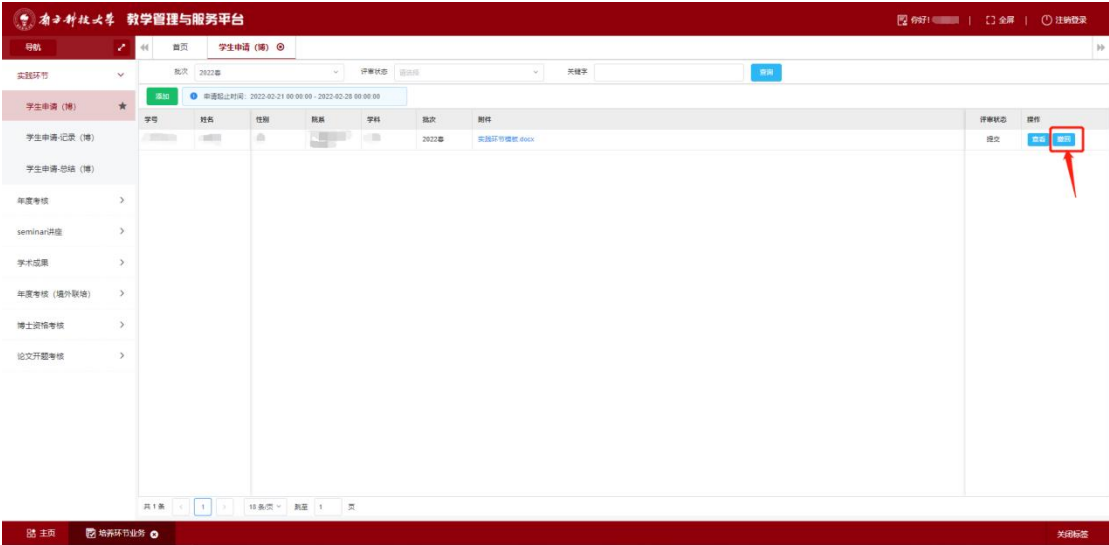 南方科技大学 教学管理与服务平台 你好! | 全屏 | 注销登录
导航 首页 学生申请 (博)
实践环节 批次 2022春 评审状态 请选择 关键字 查询
学生申请 (博) 添加 申请起止时间: 2022-02-21 00:00:00 - 2022-02-28 00:00:00
学号 姓名 性别 院系 学科 批次 附件 评审状态 操作
学生申请-记录 (博) 2022春 实践环节模板.docx 提交 查看 撤回
学生申请-总结 (博)
年度考核
seminar讲座
学术成果
年度考核 (境外联培)
博士资格考核
论文开题考核
共 1 条 1 10 条/页 到至 1 页
主页 培养环节业务 关闭标签